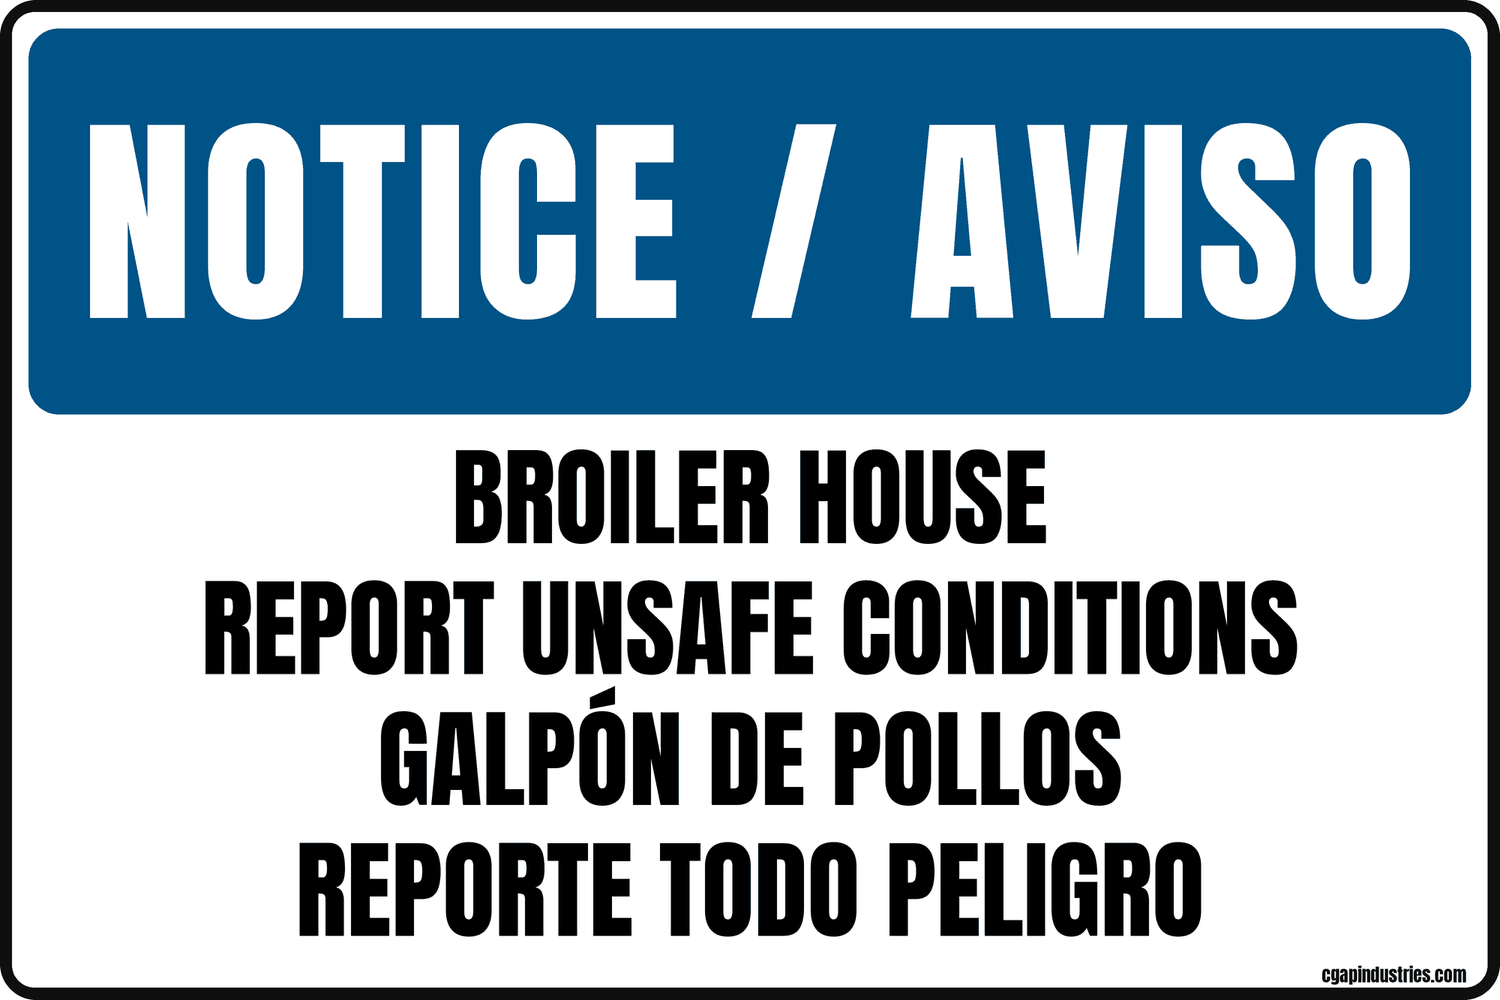 NOTICE / AVISO
BROILER HOUSE
REPORT UNSAFE CONDITIONS
GALPÓN DE POLLOS
REPORTE TODO PELIGRO
cgapindustries.com